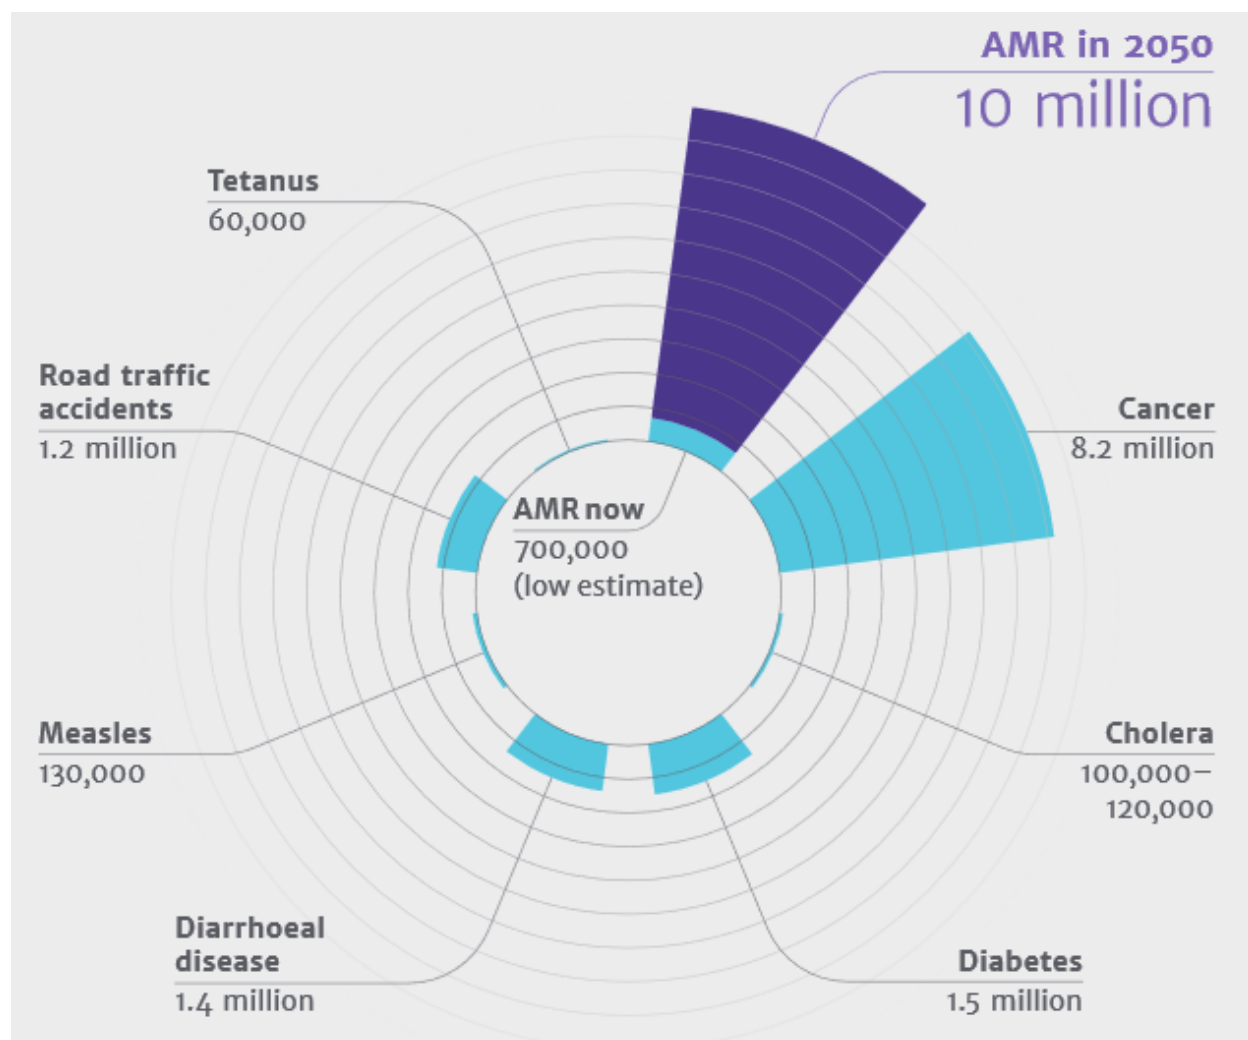 AMR in 2050
10 million
Tetanus
60,000
Road traffic
accidents
1.2 million
Cancer
8.2 million
AMR now
700,000
(low estimate)
Measles
130,000
Cholera
100,000–
120,000
Diarrhoeal
disease
1.4 million
Diabetes
1.5 million